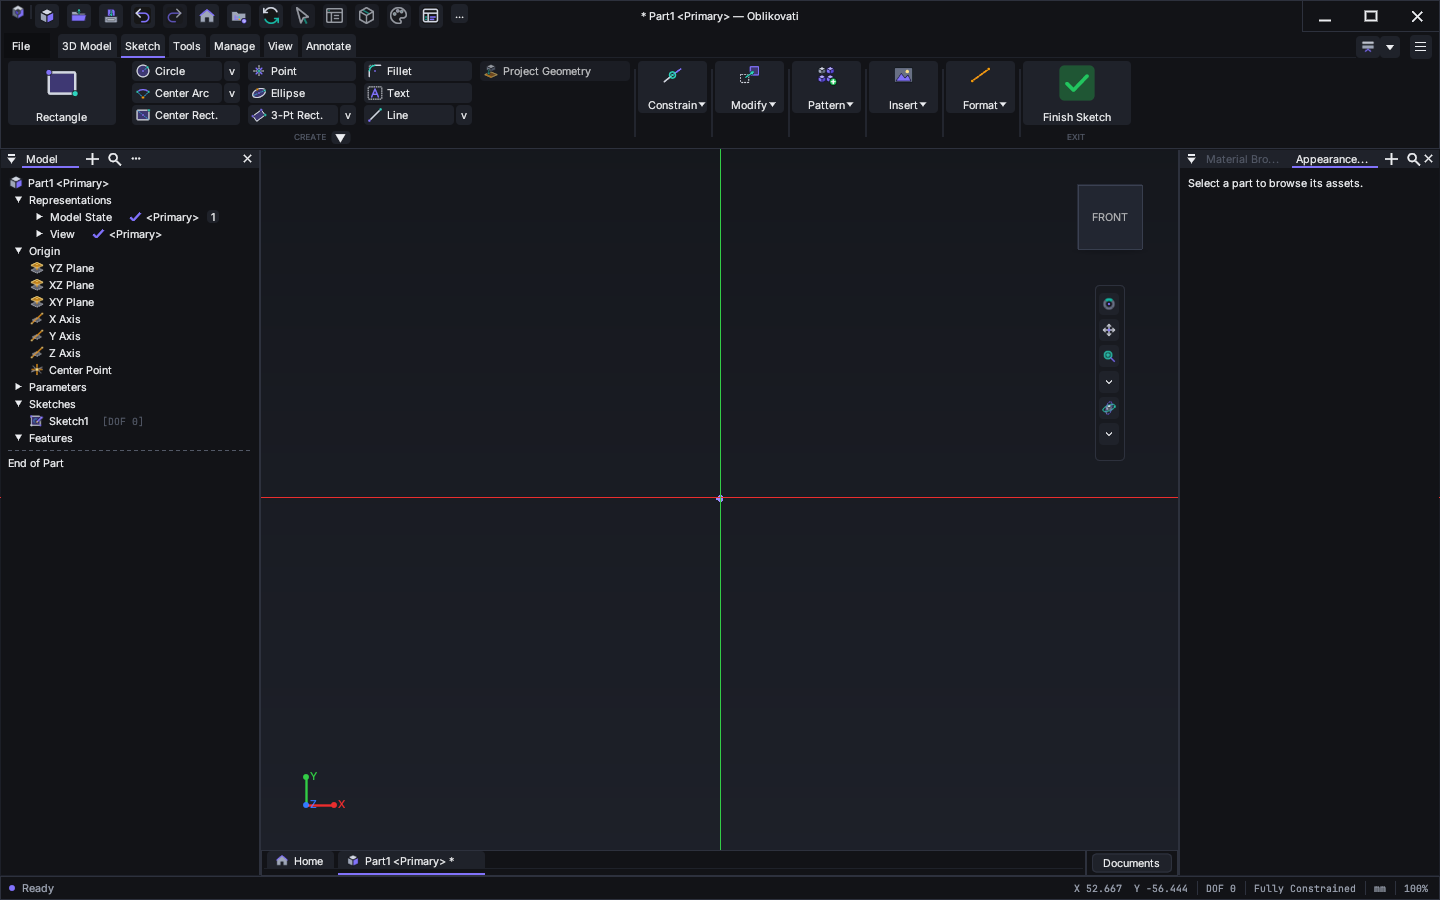 * Part1 <Primary> — Oblikovati
File
3D Model
Sketch
Tools
Manage
View
Annotate
Rectangle
Circle
v
Point
Fillet
Project Geometry
Center Arc
v
Ellipse
Text
Center Rect.
3-Pt Rect.
v
Line
v
CREATE
Constrain
Modify
Pattern
Insert
Format
Finish Sketch
EXIT
Model
Part1 <Primary>
Representations
Model State <Primary> 1
View <Primary>
Origin
YZ Plane
XZ Plane
XY Plane
X Axis
Y Axis
Z Axis
Center Point
Parameters
Sketches
Sketch1 [DOF 0]
Features
End of Part
FRONT
Y
Z
X
Material Bro...
Appearance...
Select a part to browse its assets.
Home
Part1 <Primary> *
Documents
Ready
X 52.667 Y -56.444
DOF 0
Fully Constrained
mm
100%